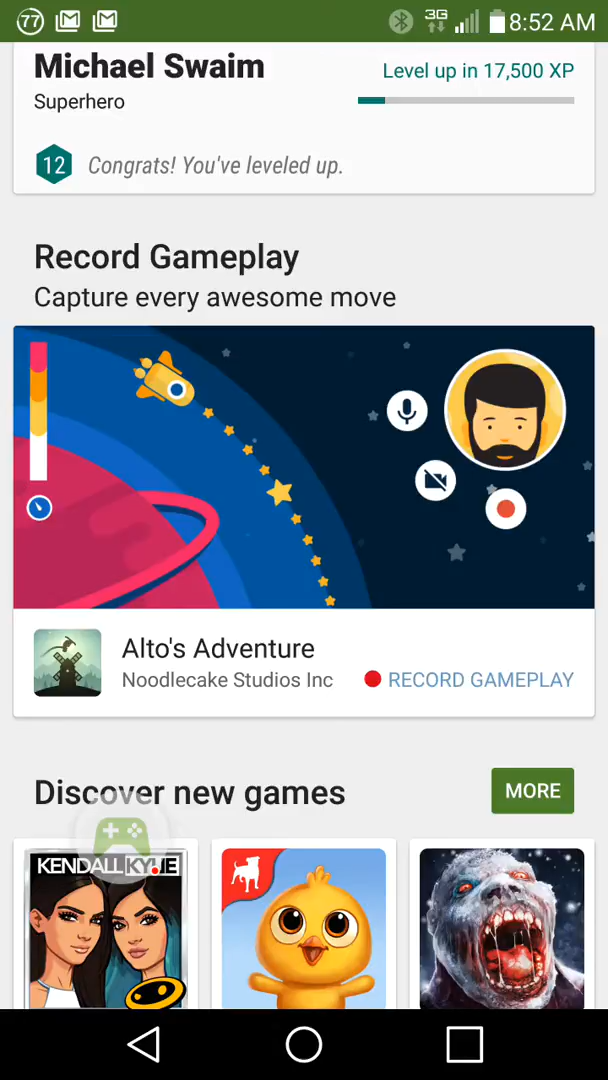 77
3G
8:52 AM
Michael Swaim
Level up in 17,500 XP
Superhero
12
Congrats! You've leveled up.
Record Gameplay
Capture every awesome move
Alto's Adventure
Noodlecake Studios Inc
RECORD GAMEPLAY
Discover new games
MORE
KENDALL KYLIE